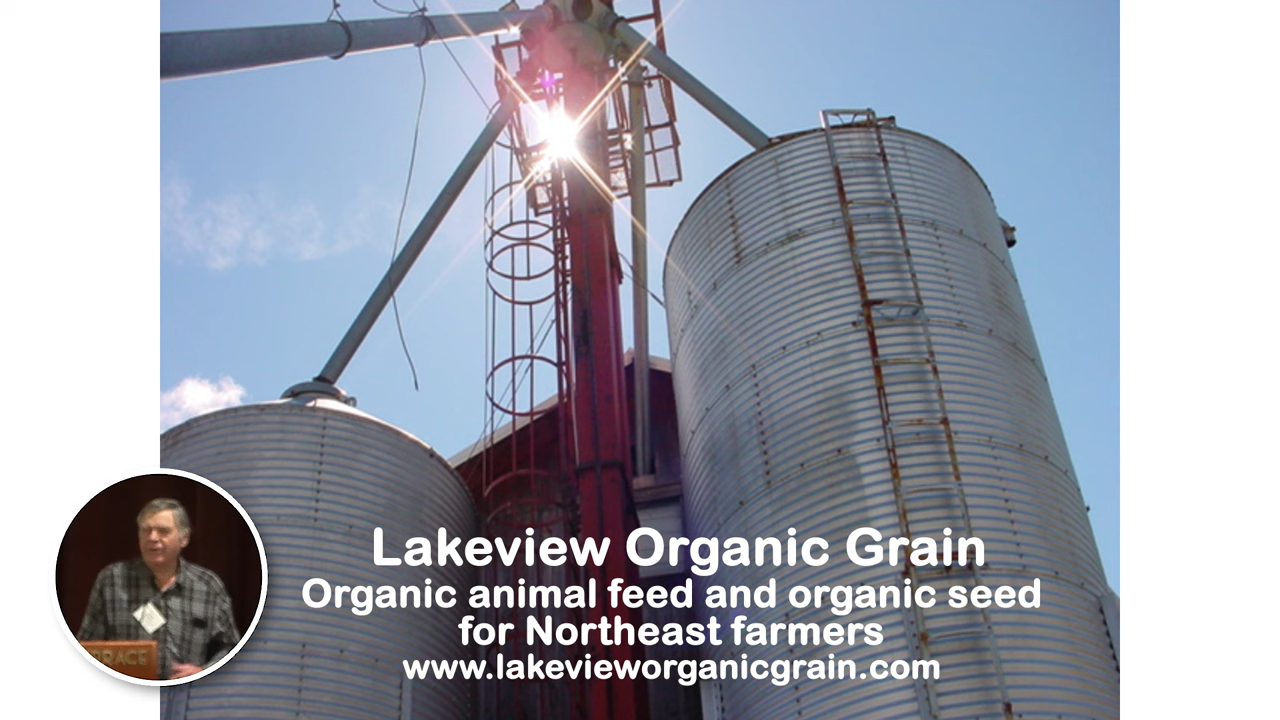 Lakeview Organic Grain
Organic animal feed and organic seed
for Northeast farmers
www.lakevieworganicgrain.com